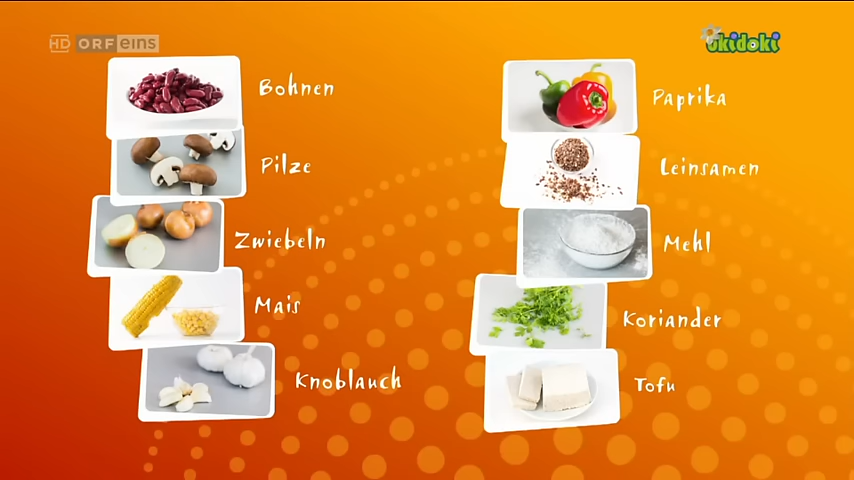 HD ORF eins
okidoki
Bohnen
Pilze
Zwiebeln
Mais
Knoblauch
Paprika
Leinsamen
Mehl
Koriander
Tofu